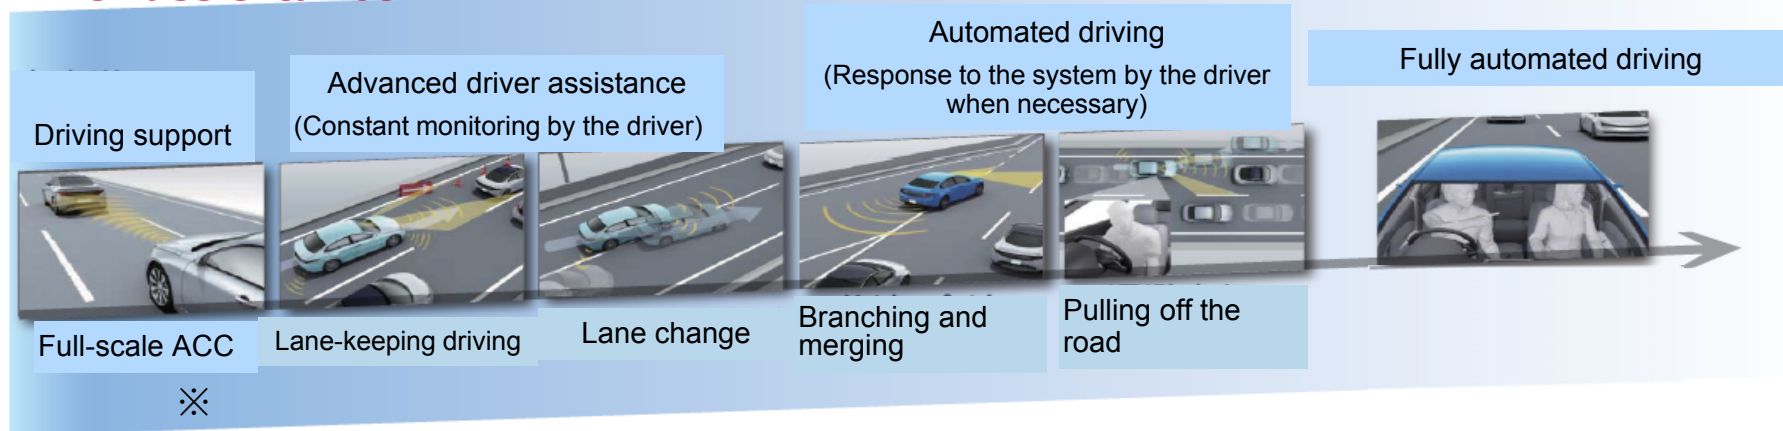 Driving support
Advanced driver assistance
(Constant monitoring by the driver)
Automated driving
(Response to the system by the driver
when necessary)
Fully automated driving
Full-scale ACC
※
Lane-keeping driving
Lane change
Branching and
merging
Pulling off the
road